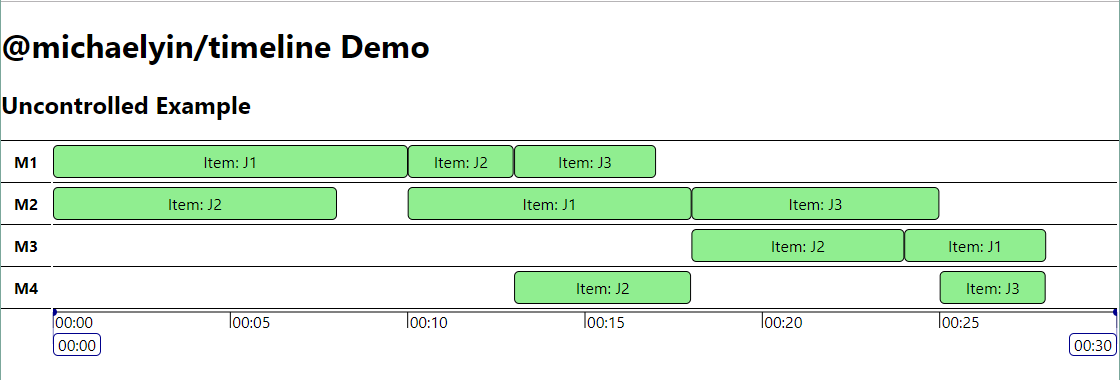 @michaelyin/timeline Demo
Uncontrolled Example
M1 Item: J1 Item: J2 Item: J3
M2 Item: J2 Item: J1 Item: J3
M3 Item: J2 Item: J1
M4 Item: J2 Item: J3
00:00 00:05 00:10 00:15 00:20 00:25
00:00 00:30